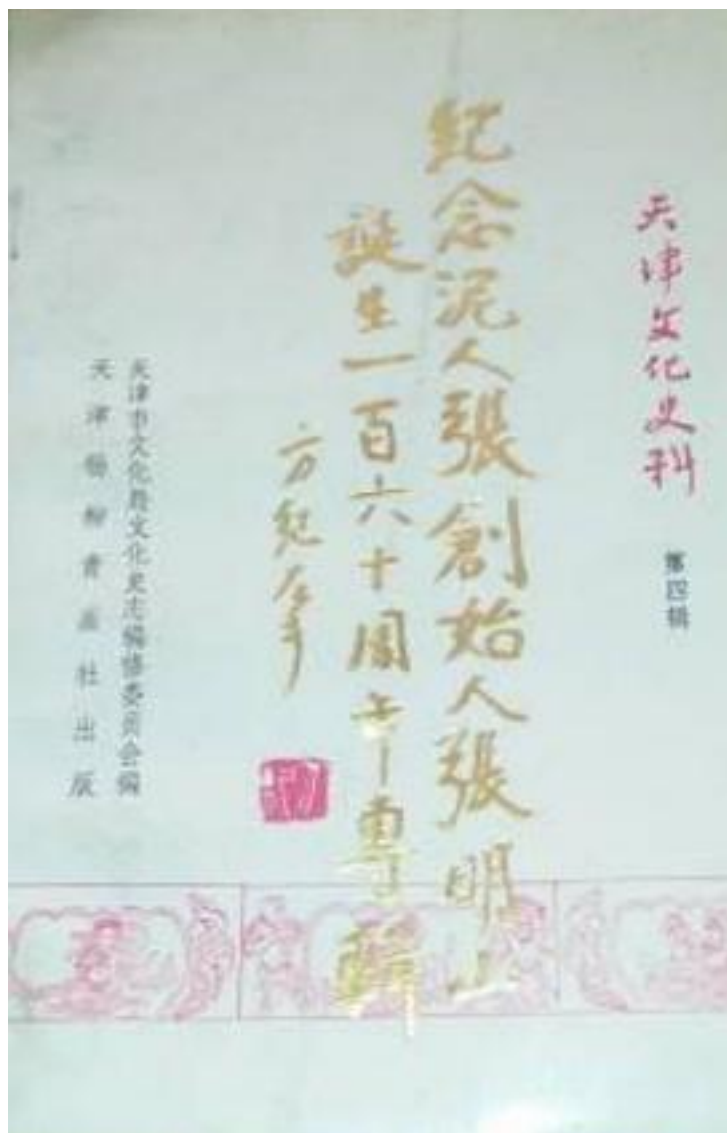 天津文化史料
第四辑
紀念泥人張創始人張明山
誕生一百六十周年專輯
方紀
天津市文化局文化史志编修委员会编
天津杨柳青画社出版